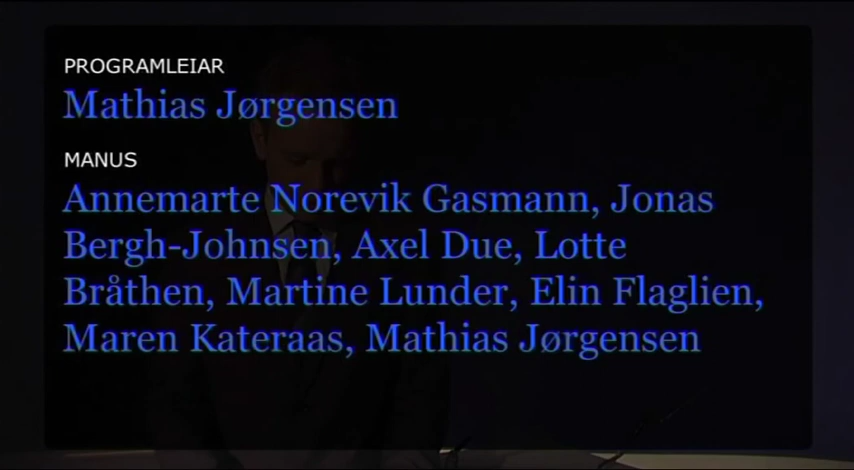 PROGRAMLEIAR
Mathias Jørgensen
MANUS
Annemarte Norevik Gasmann, Jonas
Bergh-Johnsen, Axel Due, Lotte
Bråthen, Martine Lunder, Elin Flaglien,
Maren Kateraas, Mathias Jørgensen